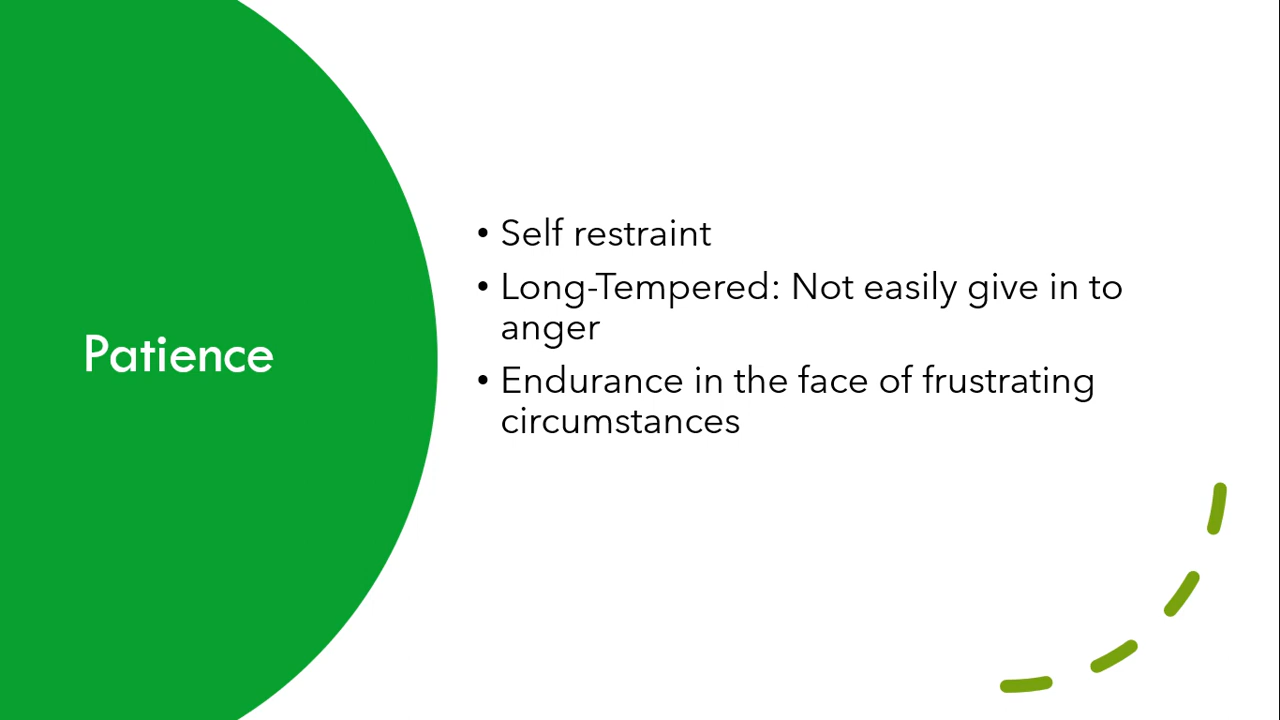 Patience
• Self restraint
• Long-Tempered: Not easily give in to
anger
• Endurance in the face of frustrating
circumstances